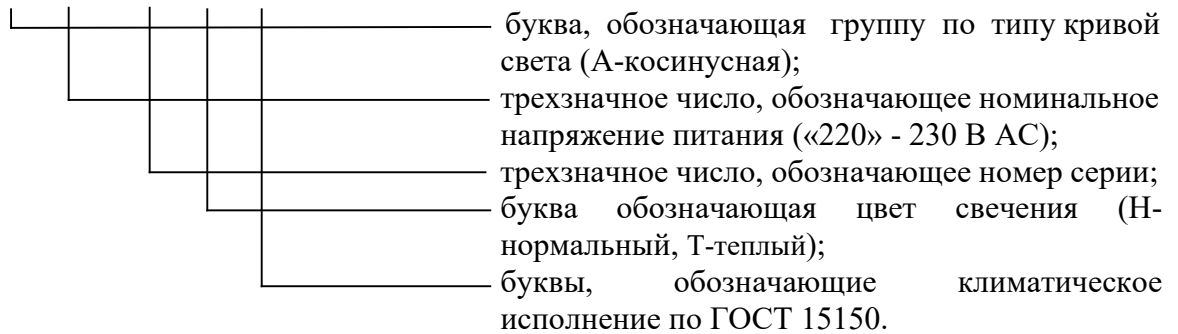 буква, обозначающая группу по типу кривой
света (А-косинусная);
трехзначное число, обозначающее номинальное
напряжение питания («220» - 230 В АС);
трехзначное число, обозначающее номер серии;
буква обозначающая цвет свечения (Н-
нормальный, Т-теплый);
буквы, обозначающие климатическое
исполнение по ГОСТ 15150.